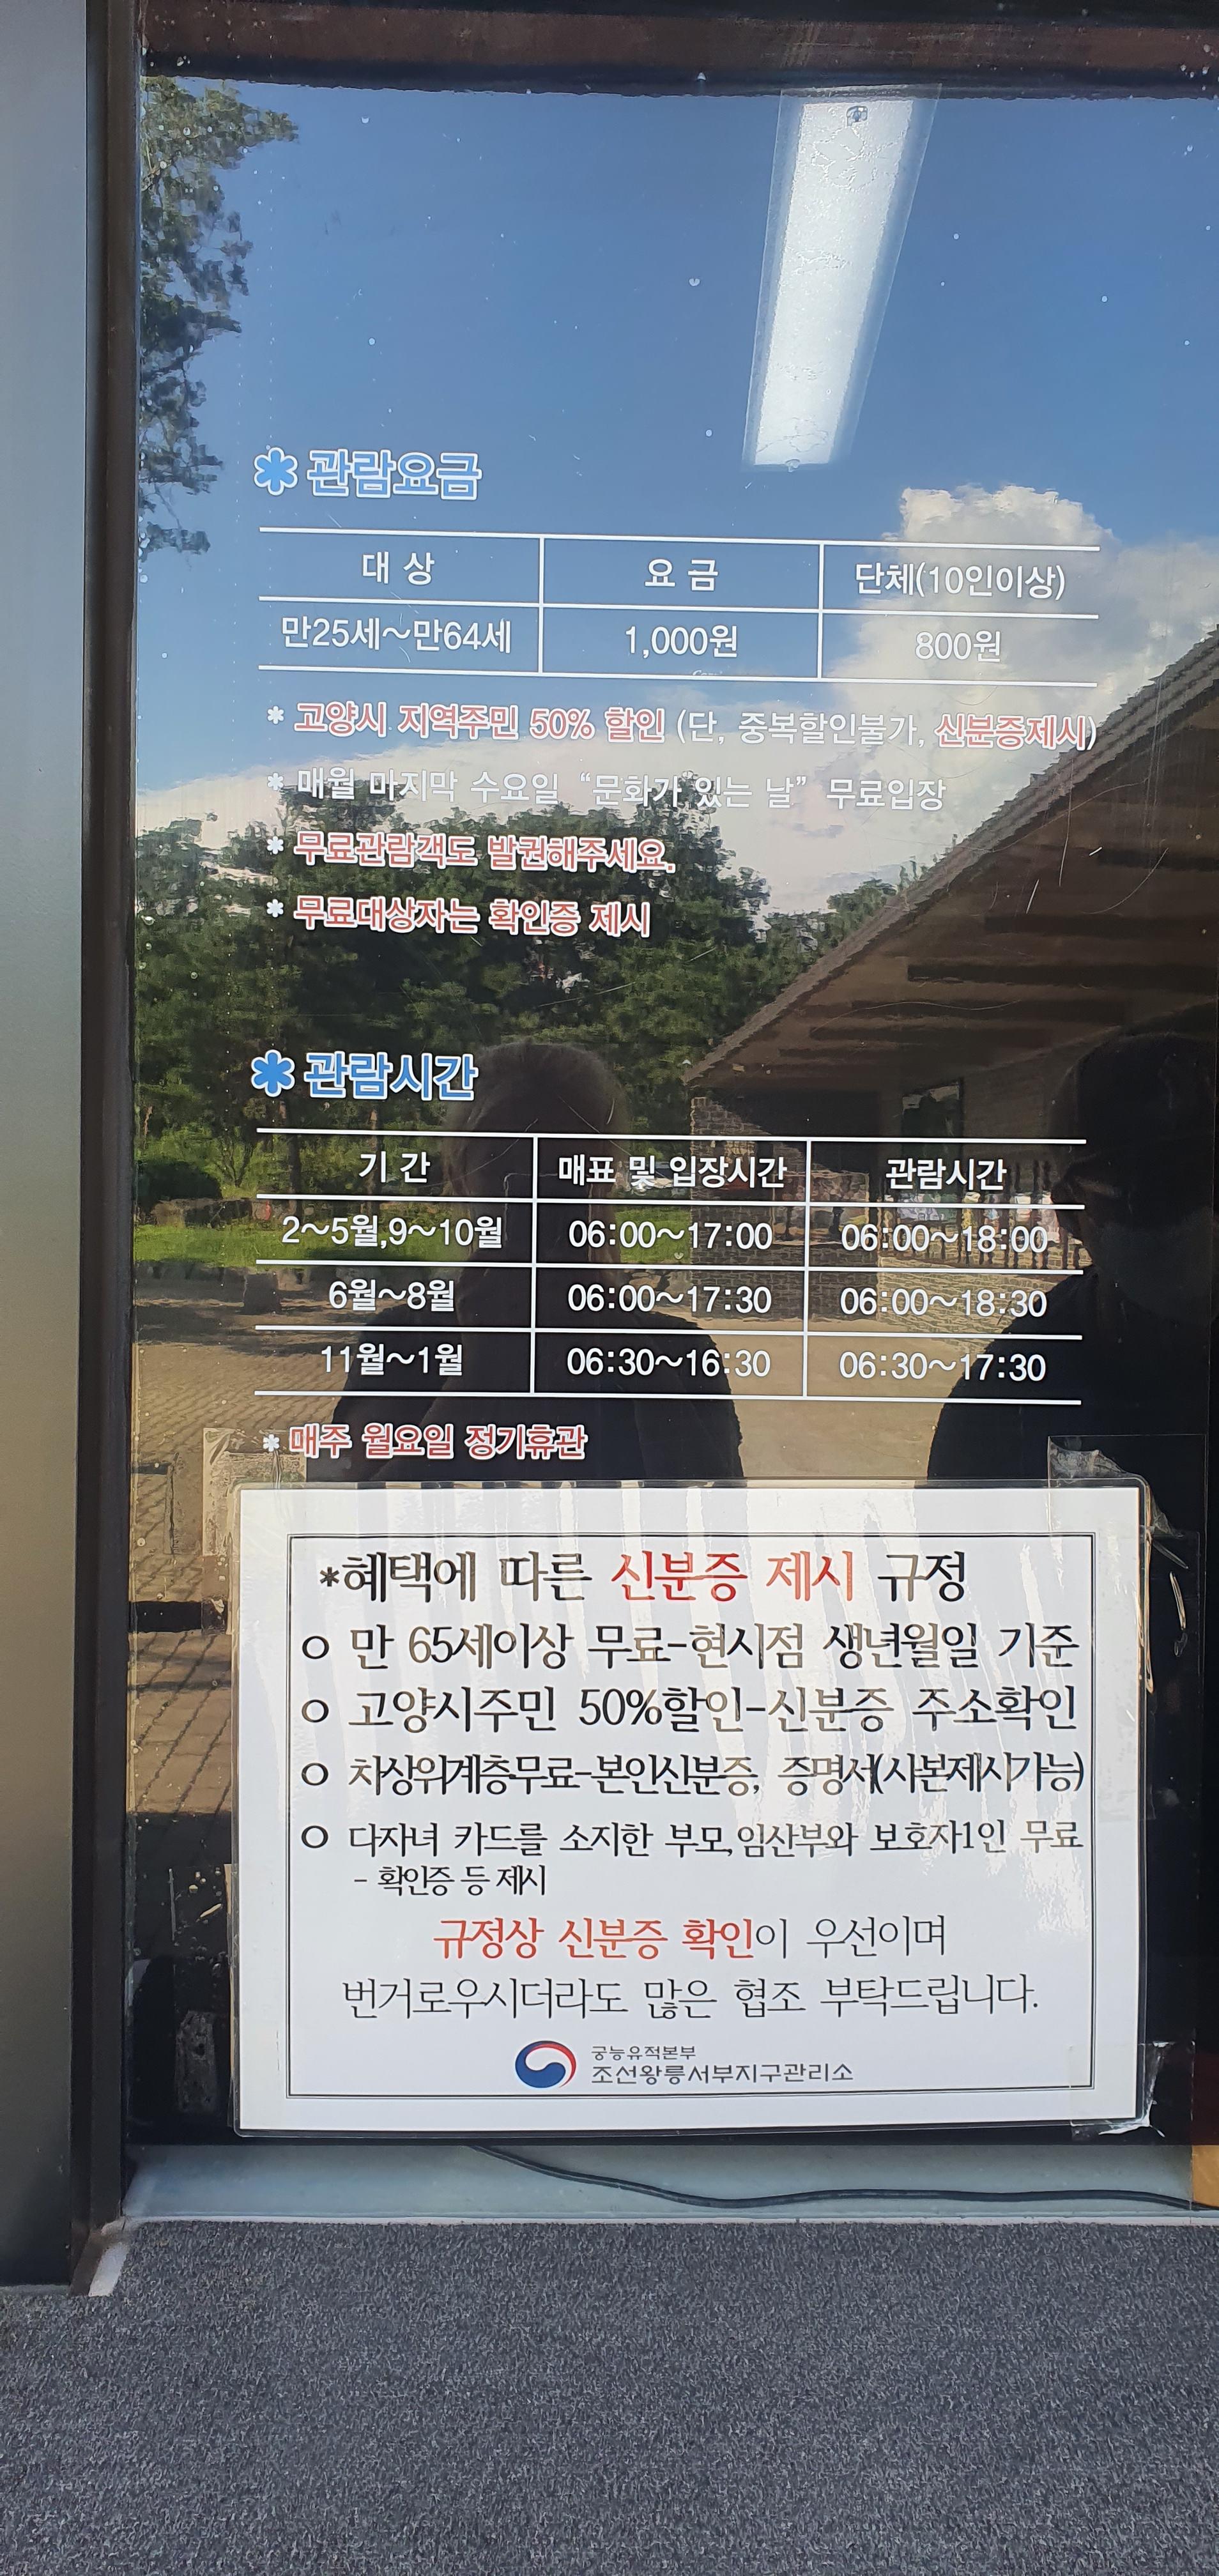 * 관람요금
대 상 요 금 단체(10인이상)
만25세~만64세 1,000원 800원
* 고양시 지역주민 50% 할인 (단, 중복할인불가, 신분증제시)
* 매월 마지막 수요일 “문화가 있는 날” 무료입장
* 무료관람객도 발권해주세요.
* 무료대상자는 확인증 제시
* 관람시간
기 간 매표 및 입장시간 관람시간
2~5월,9~10월 06:00~17:00 06:00~18:00
6월~8월 06:00~17:30 06:00~18:30
11월~1월 06:30~16:30 06:30~17:30
* 매주 월요일 정기휴관
*혜택에 따른 신분증 제시 규정
ㅇ 만 65세이상 무료-현시점 생년월일 기준
ㅇ 고양시주민 50%할인-신분증 주소확인
ㅇ 차상위계층무료-본인신분증, 증명서(사본제시가능)
ㅇ 다자녀 카드를 소지한 부모,임산부와 보호자1인 무료
- 확인증 등 제시
규정상 신분증 확인이 우선이며
번거로우시더라도 많은 협조 부탁드립니다.
궁능유적본부
조선왕릉서부지구관리소